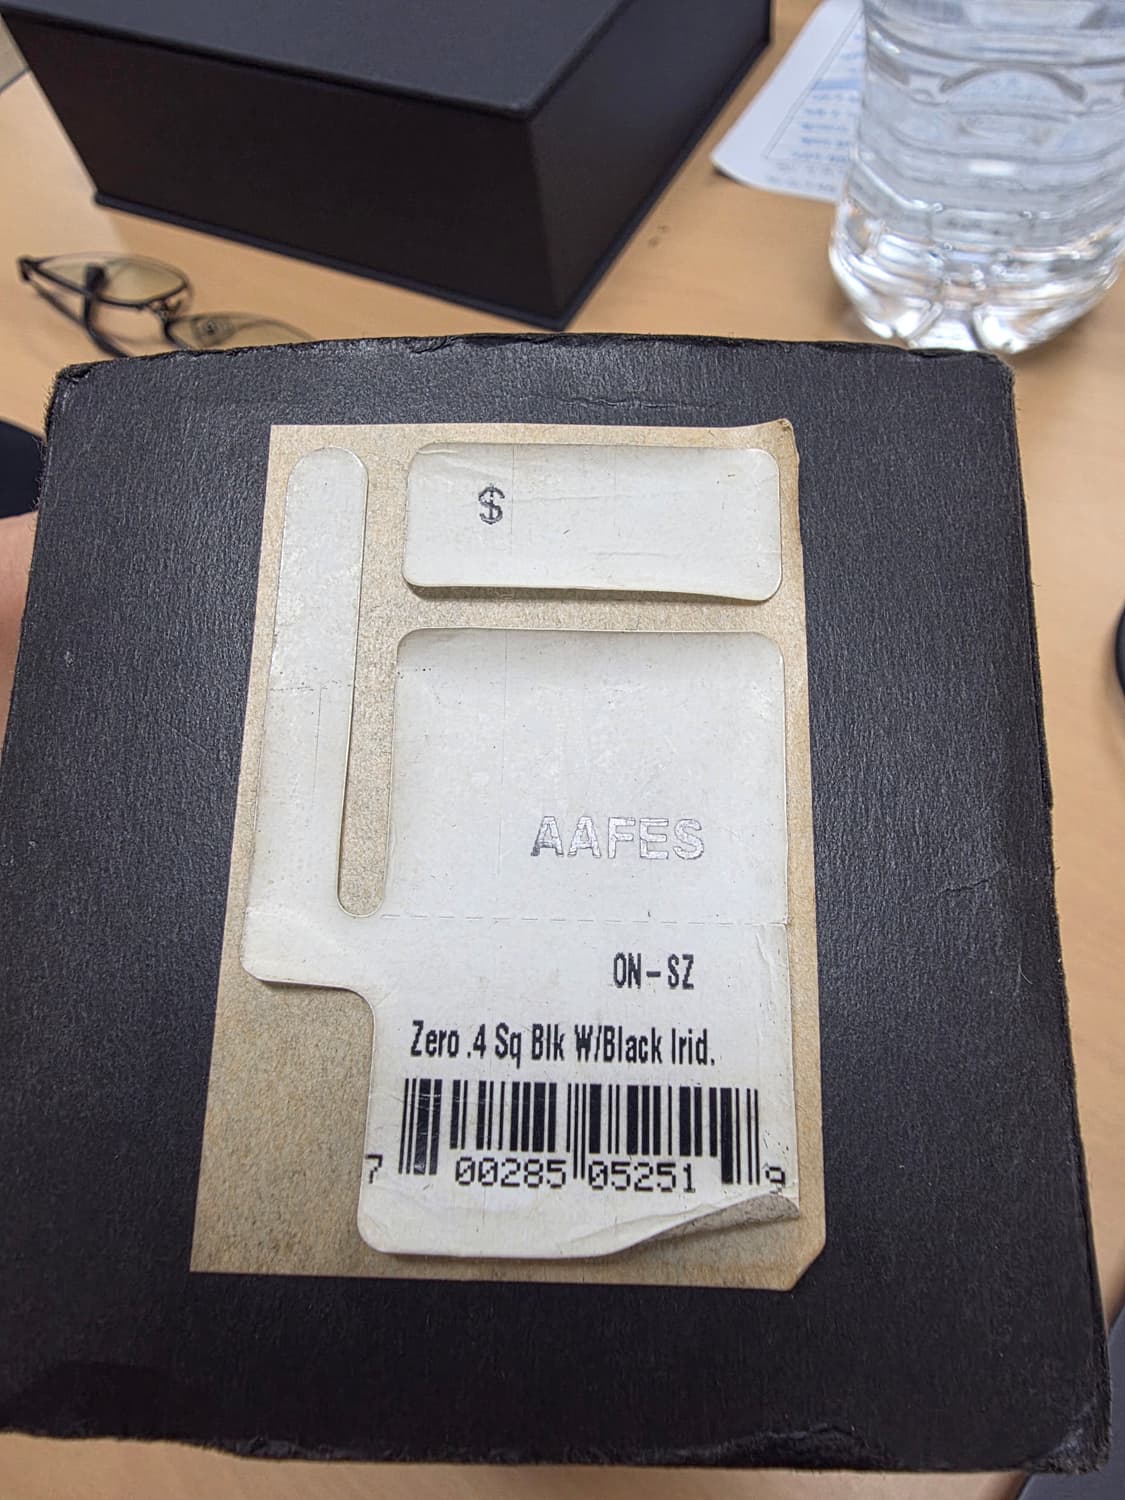 $
AAFES
ON-SZ
Zero .4 Sq Blk W/Black Irid.
7 00285 05251 9